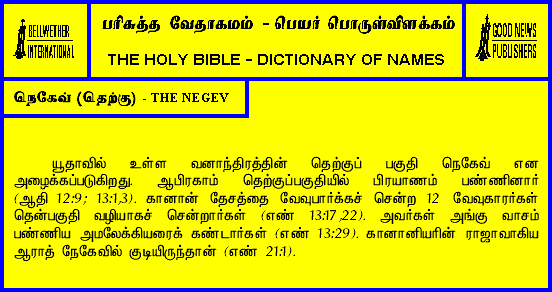 BELLWETHER
INTERNATIONAL
பரிசுத்த வேதாகமம் - பெயர் பொருள்விளக்கம்
THE HOLY BIBLE - DICTIONARY OF NAMES
GOOD NEWS
PUBLISHERS
நெகேவ் (தெற்கு) - THE NEGEV
யூதாவில் உள்ள வனாந்திரத்தின் தெற்குப் பகுதி நெகேவ் என
அழைக்கப்படுகிறது. ஆபிரகாம் தெற்குப்பகுதியில் பிரயாணம் பண்ணினார்
(ஆதி 12:9; 13:1,3). கானான் தேசத்தை வேவுபார்க்கச் சென்ற 12 வேவுகாரர்கள்
தென்பகுதி வழியாகச் சென்றார்கள் (எண் 13:17,22). அவர்கள் அங்கு வாசம்
பண்ணிய அமலேக்கியரைக் கண்டார்கள் (எண் 13:29). கானானியரின் ராஜாவாகிய
ஆராத் நேகேவில் குடியிருந்தான் (எண் 21:1).